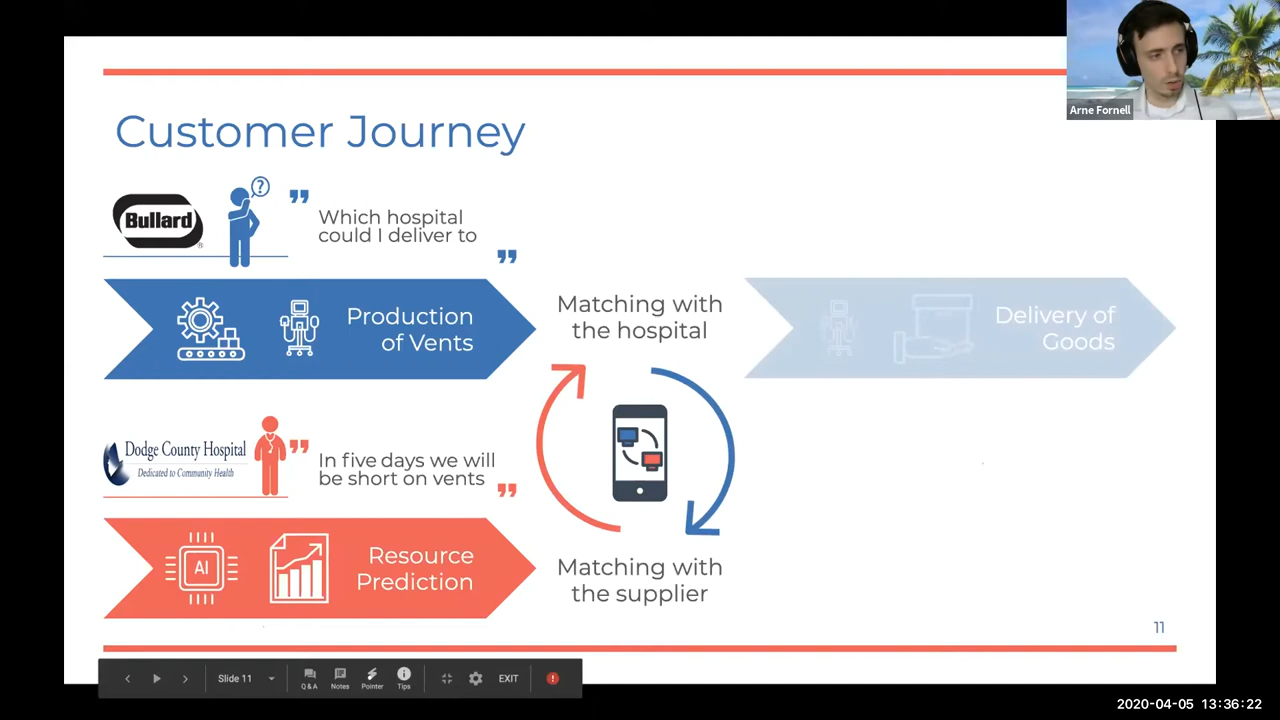 Arne Fornell
Customer Journey
Bullard
®
?
"
Which hospital
could I deliver to
"
Production
of Vents
Matching with
the hospital
Delivery of
Goods
Dodge County Hospital
Dedicated to Community Health
"
In five days we will
be short on vents
"
AI
Resource
Prediction
Matching with
the supplier
11
Slide 11
Q & A
Notes
Pointer
Tips
EXIT
2020-04-05 13:36:22